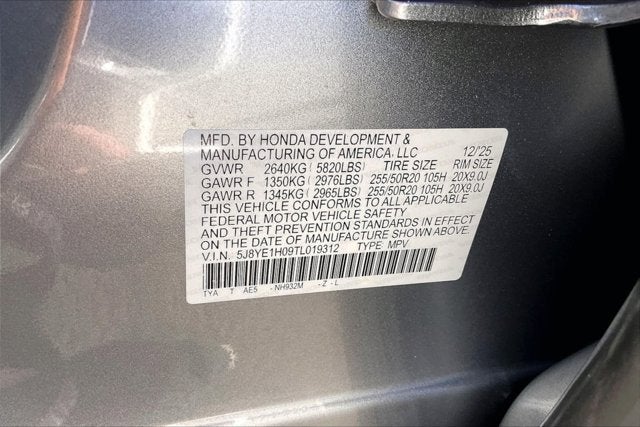 MFD. BY HONDA DEVELOPMENT &
MANUFACTURING OF AMERICA, LLC 12/25
GVWR 2640KG (5820LBS) TIRE SIZE RIM SIZE
GAWR F 1350KG (2976LBS) 255/50R20 105H 20X9.0J
GAWR R 1345KG (2965LBS) 255/50R20 105H 20X9.0J
THIS VEHICLE CONFORMS TO ALL APPLICABLE
FEDERAL MOTOR VEHICLE SAFETY
AND THEFT PREVENTION STANDARDS IN EFFECT
ON THE DATE OF MANUFACTURE SHOWN ABOVE.
V.I.N. 5J8YE1H09TL019312 TYPE: MPV
TYA T AE5 -NH932M -Z -L